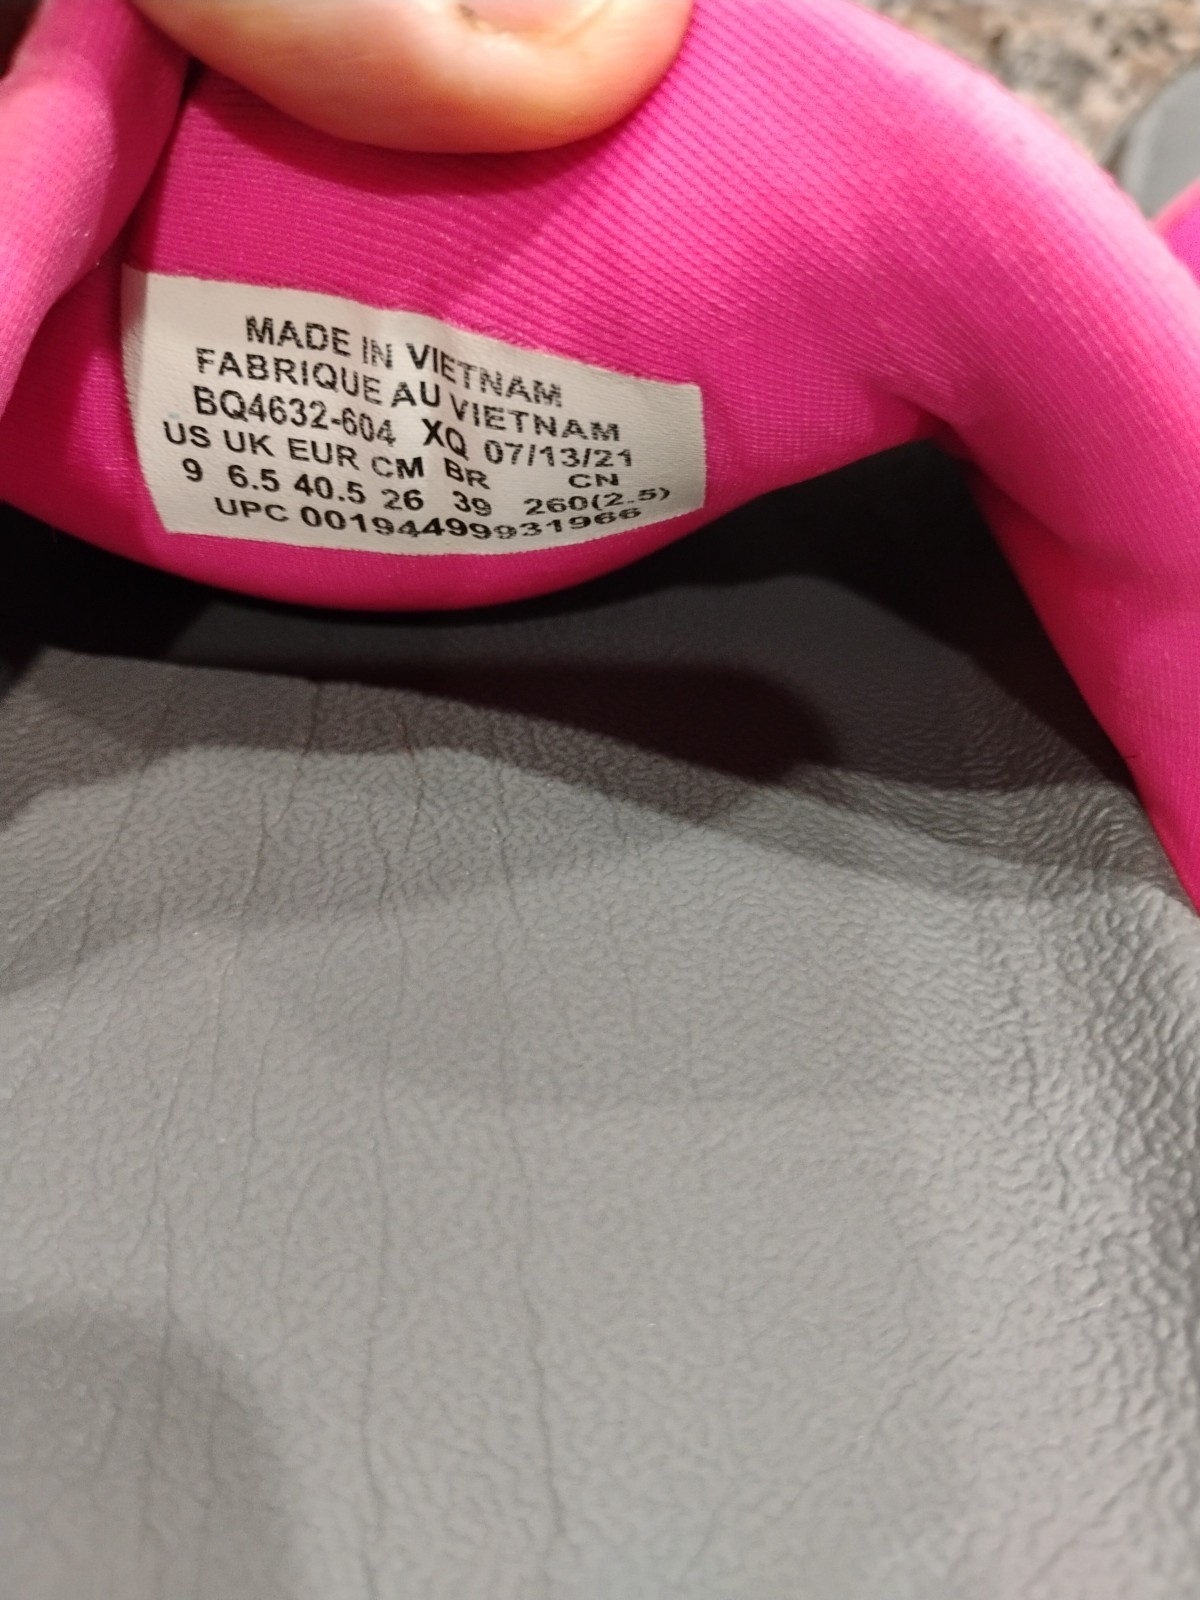 MADE IN VIETNAM
FABRIQUE AU VIETNAM
BQ4632-604 XQ 07/13/21
US UK EUR CM BR CN
9 6.5 40.5 26 39 260(2.5)
UPC 00194499931966